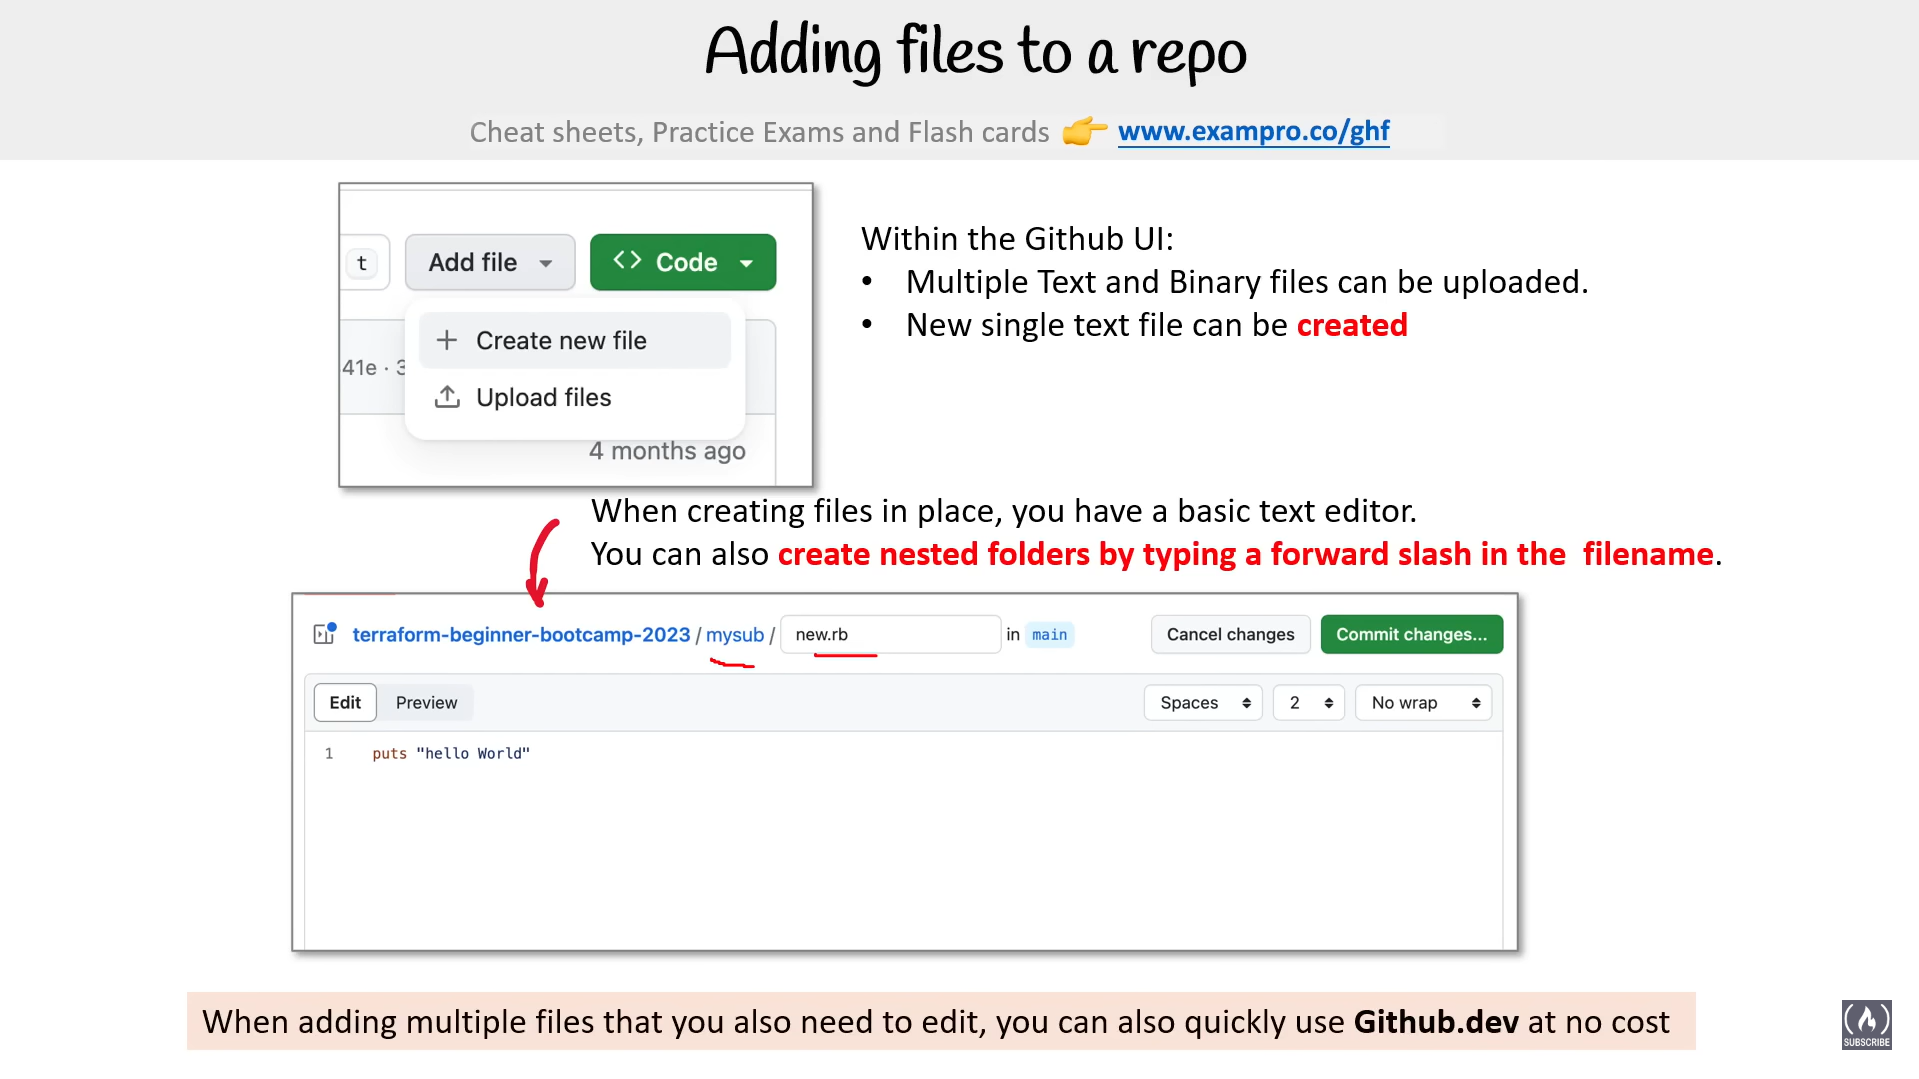 Adding files to a repo
Cheat sheets, Practice Exams and Flash cards 👉 www.exampro.co/ghf
t Add file <> Code
Create new file
41e · 3
Upload files
4 months ago
Within the Github UI:
• Multiple Text and Binary files can be uploaded.
• New single text file can be created
When creating files in place, you have a basic text editor.
You can also create nested folders by typing a forward slash in the filename.
terraform-beginner-bootcamp-2023 / mysub / new.rb in main Cancel changes Commit changes...
Edit Preview Spaces 2 No wrap
1 puts "hello World"
When adding multiple files that you also need to edit, you can also quickly use Github.dev at no cost
SUBSCRIBE